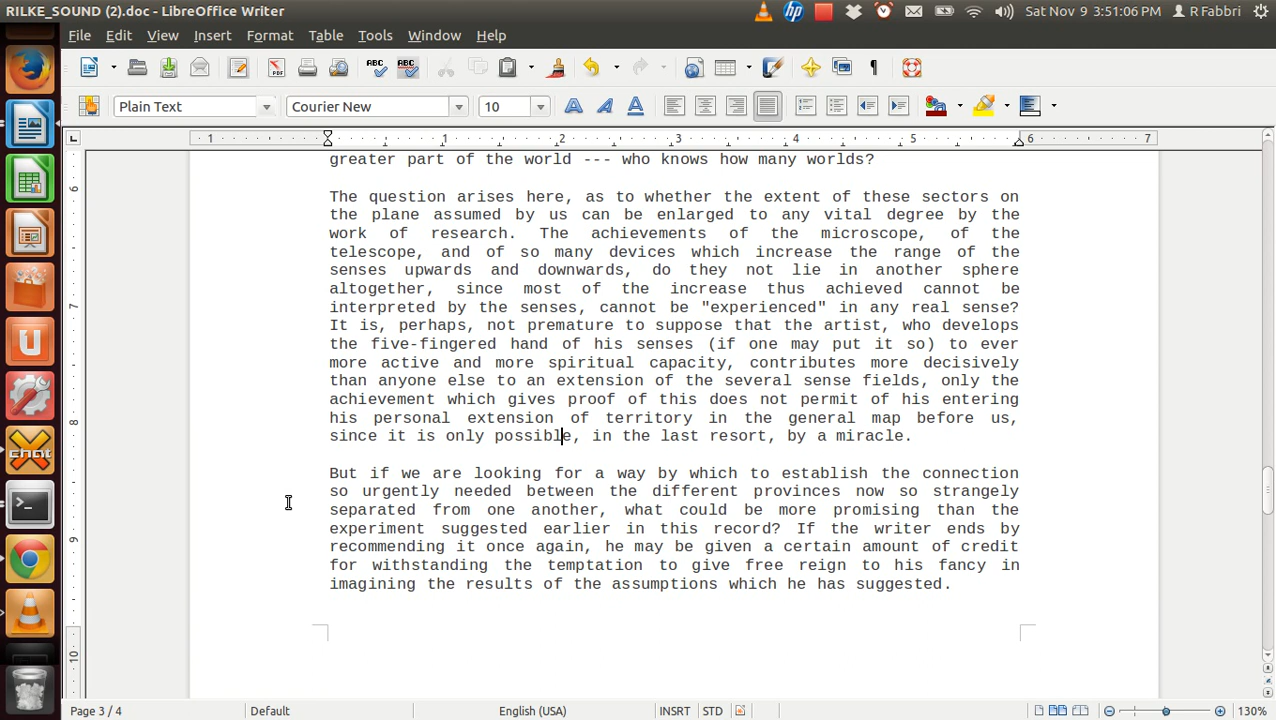 RILKE_SOUND (2).doc - LibreOffice Writer
Sat Nov 9 3:51:06 PM
R Fabbri
File Edit View Insert Format Table Tools Window Help
Plain Text
Courier New
10
1 1 2 3 4 5 6 7
greater part of the world --- who knows how many worlds?
The question arises here, as to whether the extent of these sectors on
the plane assumed by us can be enlarged to any vital degree by the
work of research. The achievements of the microscope, of the
telescope, and of so many devices which increase the range of the
senses upwards and downwards, do they not lie in another sphere
altogether, since most of the increase thus achieved cannot be
interpreted by the senses, cannot be "experienced" in any real sense?
It is, perhaps, not premature to suppose that the artist, who develops
the five-fingered hand of his senses (if one may put it so) to ever
more active and more spiritual capacity, contributes more decisively
than anyone else to an extension of the several sense fields, only the
achievement which gives proof of this does not permit of his entering
his personal extension of territory in the general map before us,
since it is only possible, in the last resort, by a miracle.
But if we are looking for a way by which to establish the connection
so urgently needed between the different provinces now so strangely
separated from one another, what could be more promising than the
experiment suggested earlier in this record? If the writer ends by
recommending it once again, he may be given a certain amount of credit
for withstanding the temptation to give free reign to his fancy in
imagining the results of the assumptions which he has suggested.
6
7
8
9
10
Page 3 / 4
Default
English (USA)
INSRT
STD
130%